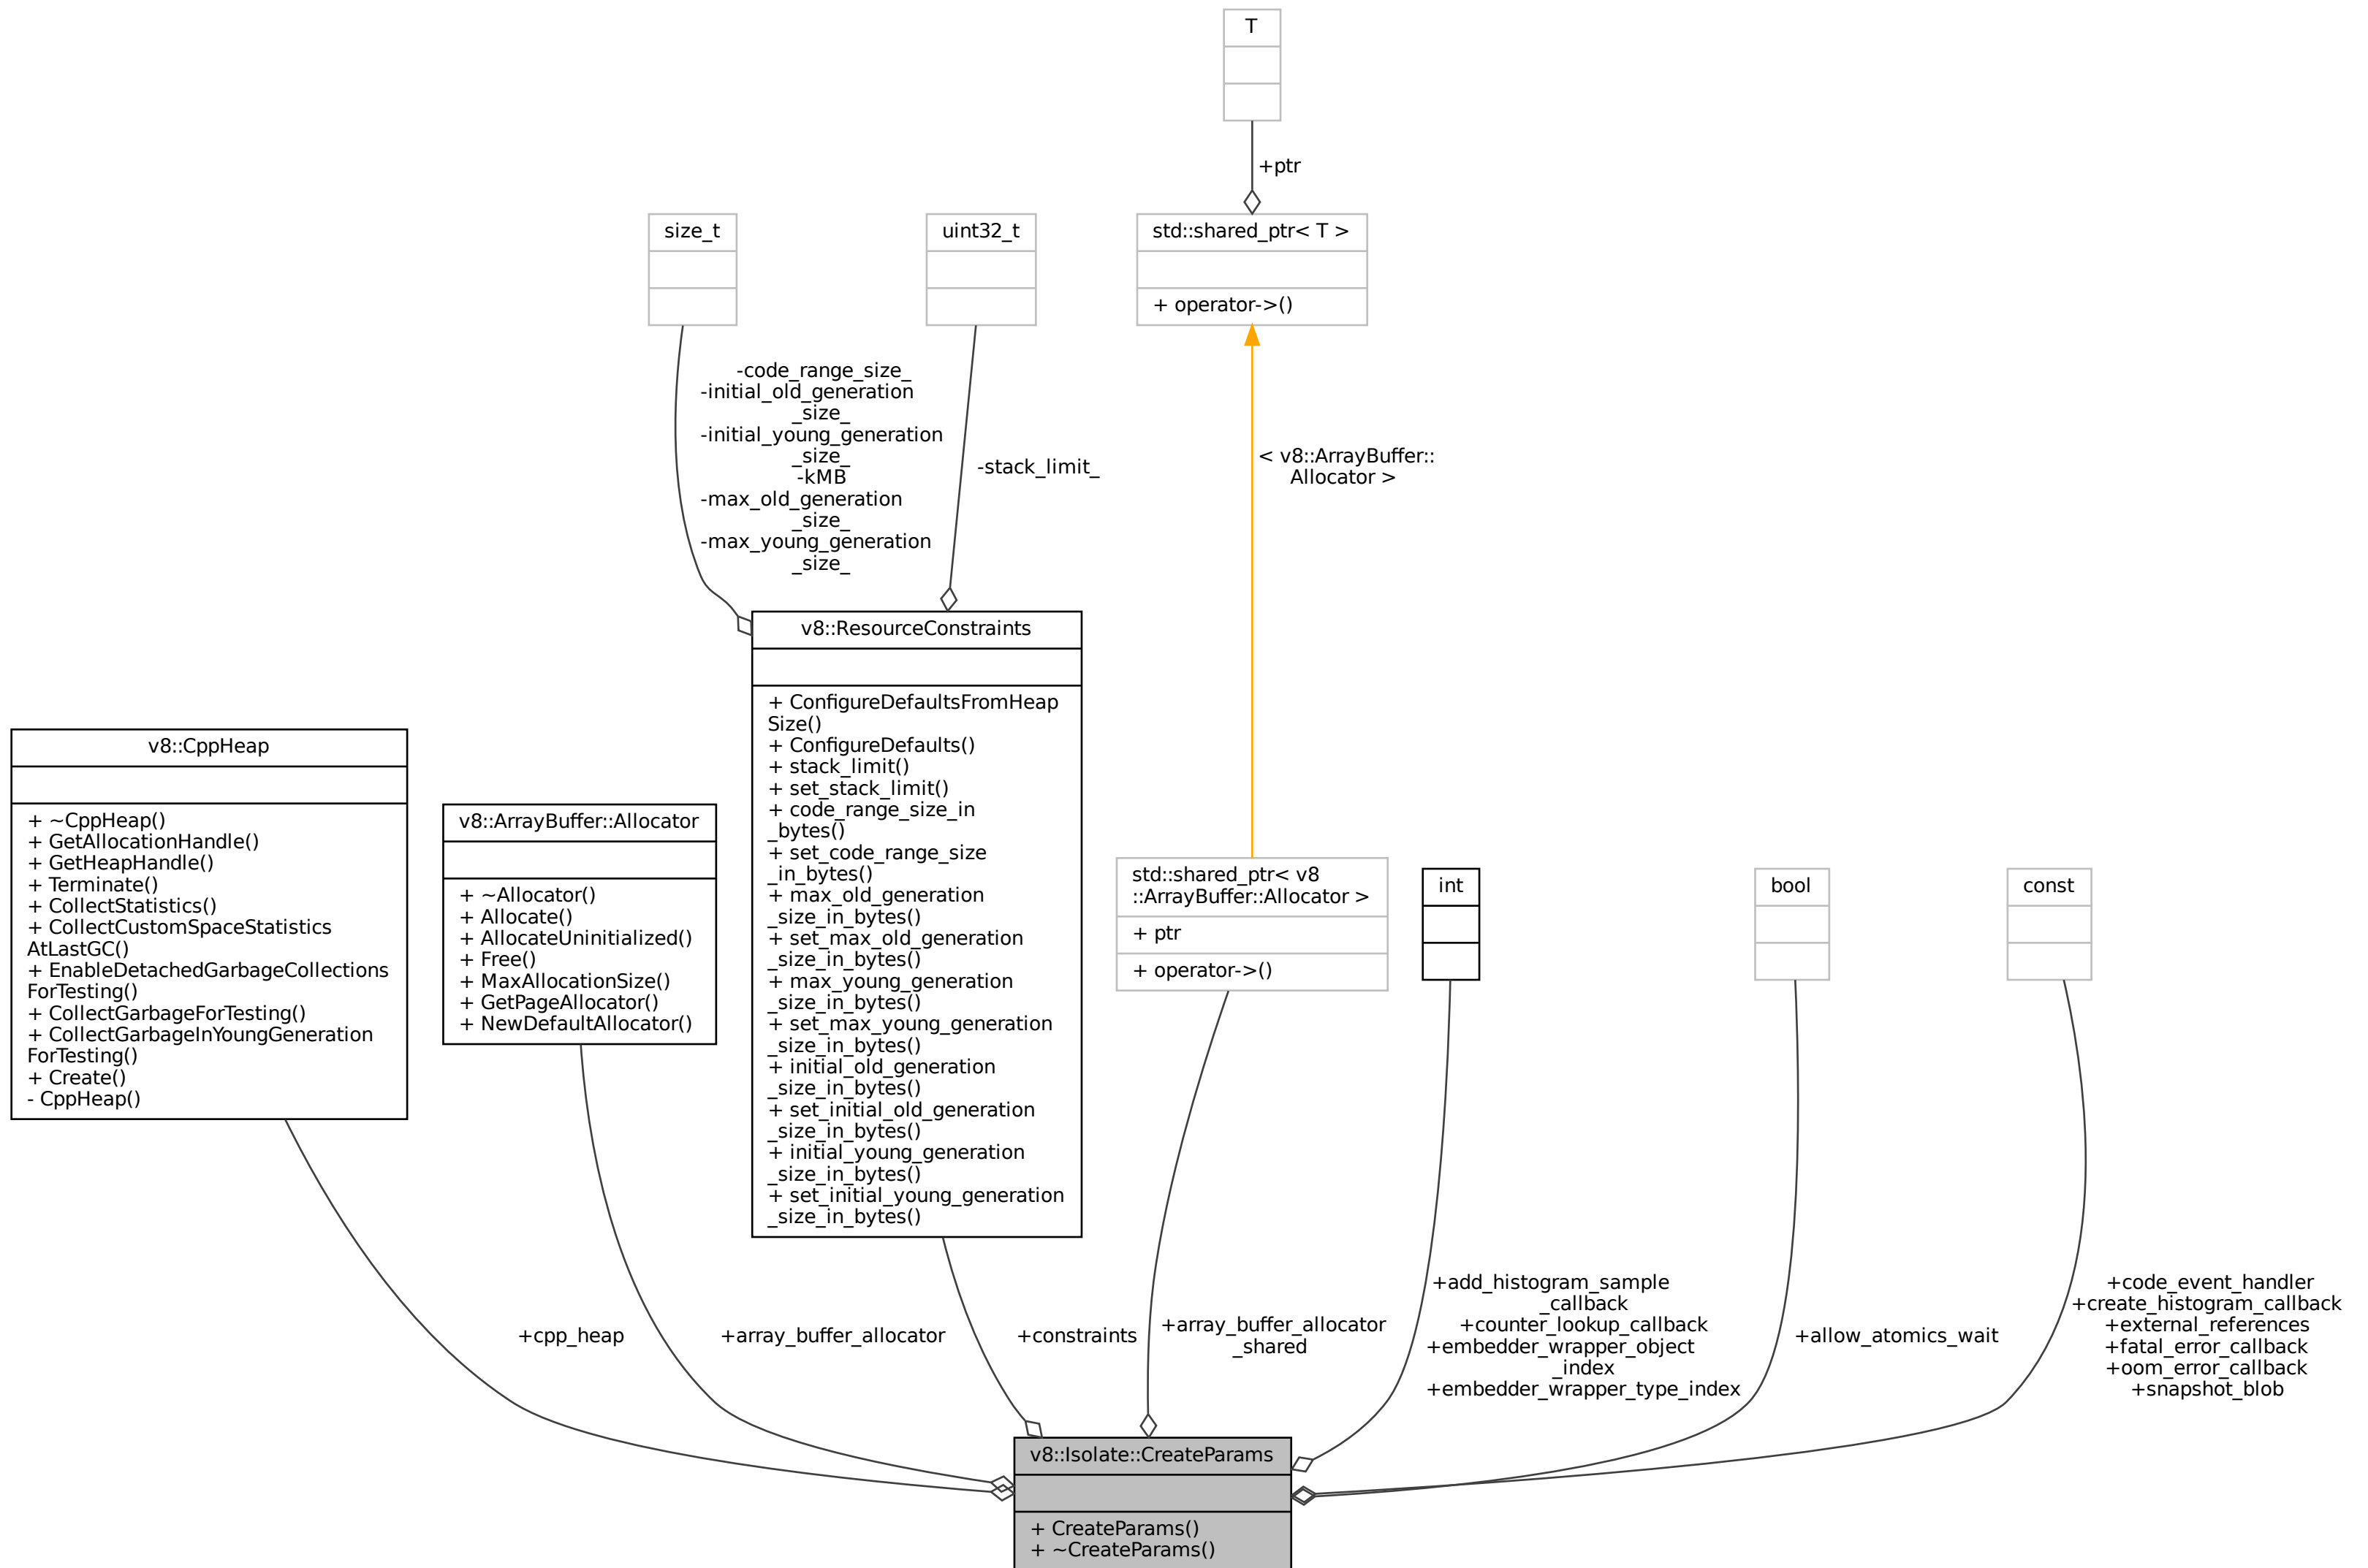 T
+ptr
size_t
uint32_t
std::shared_ptr< T >
+ operator->()
-code_range_size_
-initial_old_generation
_size_
-initial_young_generation
_size_
-kMB
-max_old_generation
_size_
-max_young_generation
_size_
-stack_limit_
< v8::ArrayBuffer::
Allocator >
v8::CppHeap
+ ~CppHeap()
+ GetAllocationHandle()
+ GetHeapHandle()
+ Terminate()
+ CollectStatistics()
+ CollectCustomSpaceStatistics
AtLastGC()
+ EnableDetachedGarbageCollections
ForTesting()
+ CollectGarbageForTesting()
+ CollectGarbageInYoungGeneration
ForTesting()
+ Create()
- CppHeap()
v8::ArrayBuffer::Allocator
+ ~Allocator()
+ Allocate()
+ AllocateUninitialized()
+ Free()
+ MaxAllocationSize()
+ GetPageAllocator()
+ NewDefaultAllocator()
v8::ResourceConstraints
+ ConfigureDefaultsFromHeap
Size()
+ ConfigureDefaults()
+ stack_limit()
+ set_stack_limit()
+ code_range_size_in
_bytes()
+ set_code_range_size
_in_bytes()
+ max_old_generation
_size_in_bytes()
+ set_max_old_generation
_size_in_bytes()
+ max_young_generation
_size_in_bytes()
+ set_max_young_generation
_size_in_bytes()
+ initial_old_generation
_size_in_bytes()
+ set_initial_old_generation
_size_in_bytes()
+ initial_young_generation
_size_in_bytes()
+ set_initial_young_generation
_size_in_bytes()
std::shared_ptr< v8
::ArrayBuffer::Allocator >
+ ptr
+ operator->()
int
bool
const
+cpp_heap
+array_buffer_allocator
+constraints
+array_buffer_allocator
_shared
+add_histogram_sample
_callback
+counter_lookup_callback
+embedder_wrapper_object
_index
+embedder_wrapper_type_index
+allow_atomics_wait
+code_event_handler
+create_histogram_callback
+external_references
+fatal_error_callback
+oom_error_callback
+snapshot_blob
v8::Isolate::CreateParams
+ CreateParams()
+ ~CreateParams()